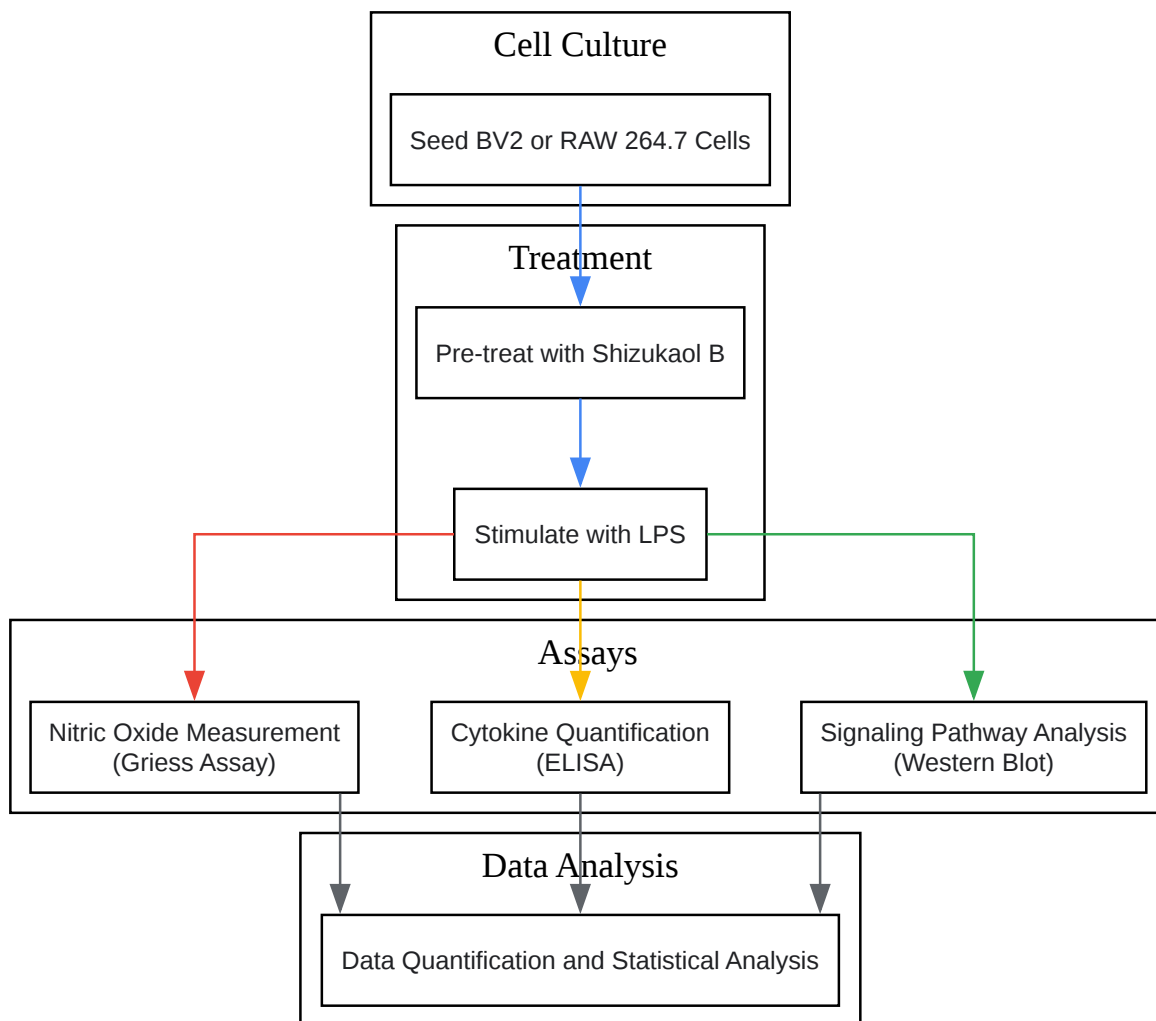 Cell Culture
Seed BV2 or RAW 264.7 Cells
Treatment
Pre-treat with Shizukaol B
Stimulate with LPS
Assays
Nitric Oxide Measurement
(Griess Assay)
Cytokine Quantification
(ELISA)
Signaling Pathway Analysis
(Western Blot)
Data Analysis
Data Quantification and Statistical Analysis